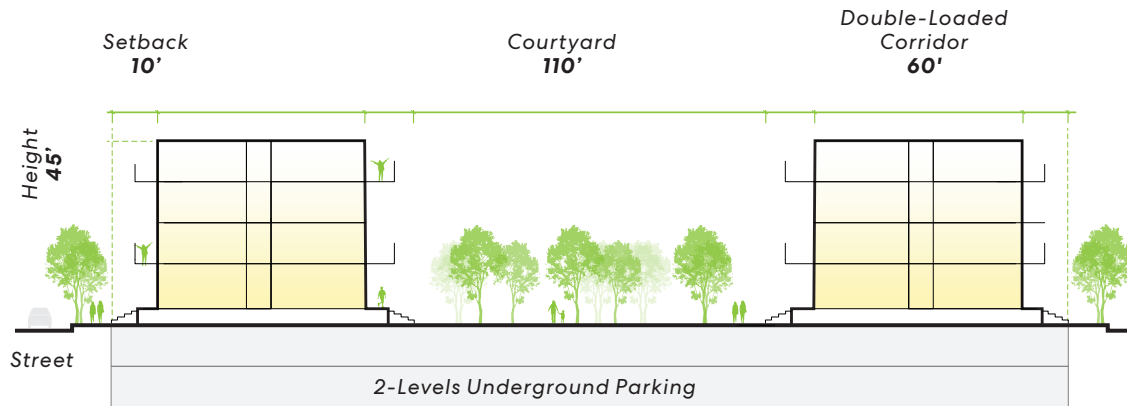 Setback
10’
Courtyard
110’
Double-Loaded
Corridor
60'
Height
45’
Street
2-Levels Underground Parking